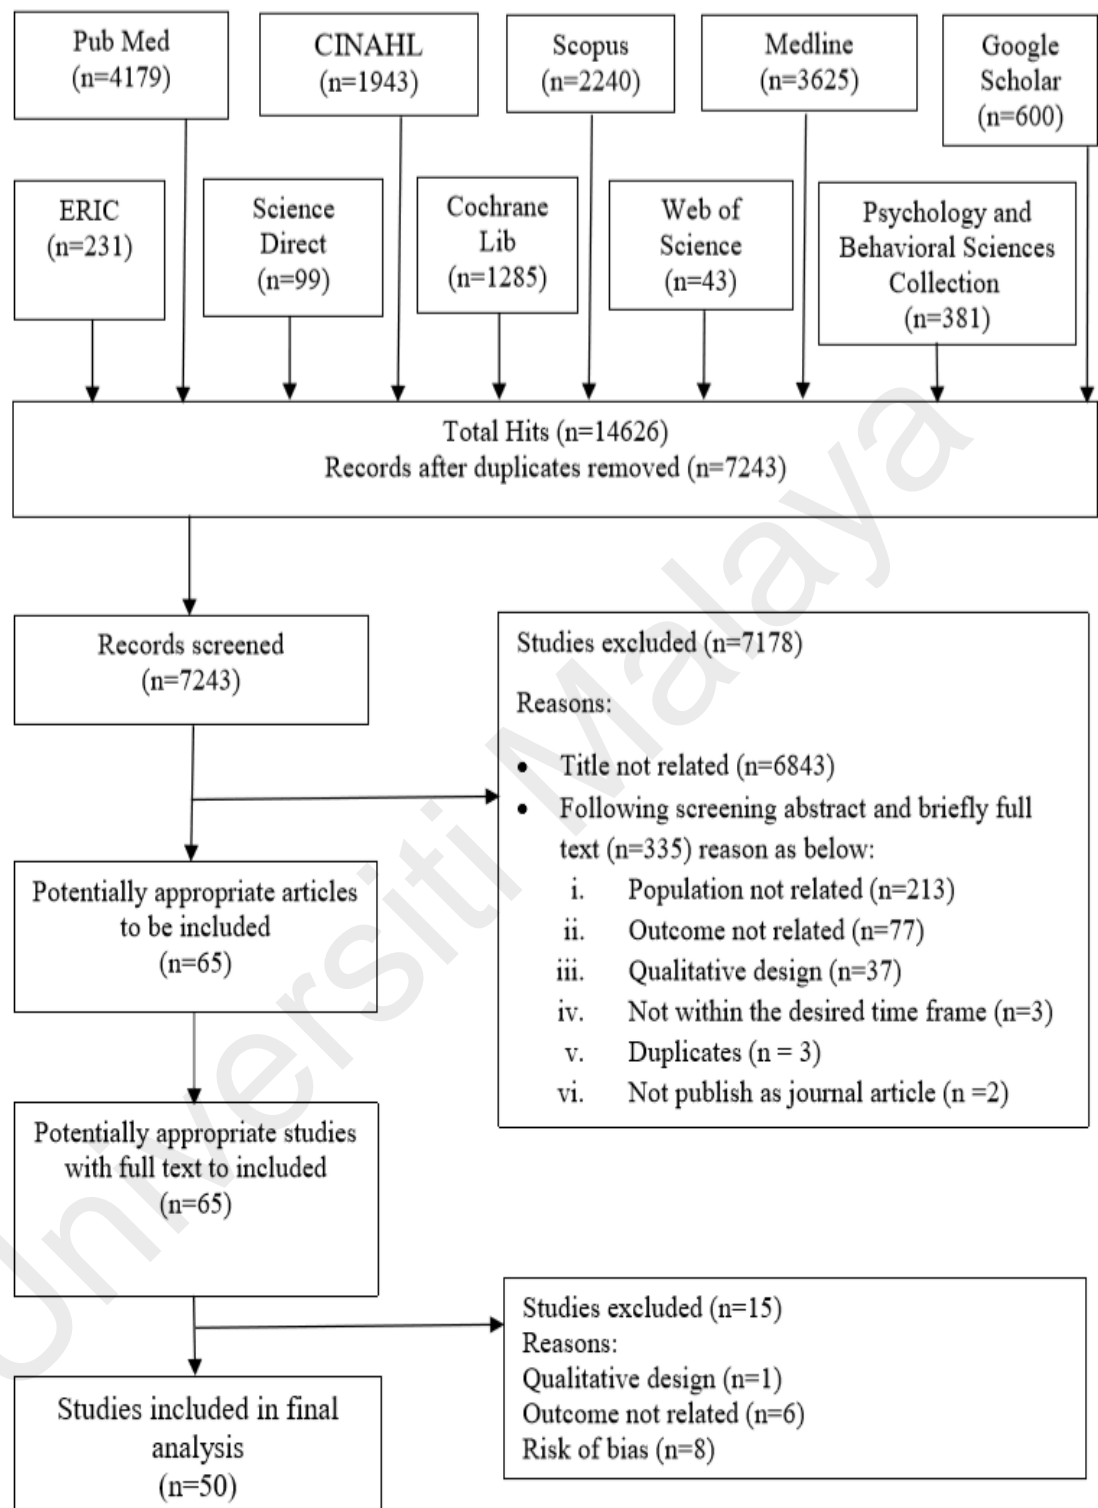 Pub Med
(n=4179)
CINAHL
(n=1943)
Scopus
(n=2240)
Medline
(n=3625)
Google
Scholar
(n=600)
ERIC
(n=231)
Science
Direct
(n=99)
Cochrane
Lib
(n=1285)
Web of
Science
(n=43)
Psychology and
Behavioral Sciences
Collection
(n=381)
Total Hits (n=14626)
Records after duplicates removed (n=7243)
Records screened
(n=7243)
Studies excluded (n=7178)
Reasons:
• Title not related (n=6843)
• Following screening abstract and briefly full
text (n=335) reason as below:
i. Population not related (n=213)
ii. Outcome not related (n=77)
iii. Qualitative design (n=37)
iv. Not within the desired time frame (n=3)
v. Duplicates (n = 3)
vi. Not publish as journal article (n =2)
Potentially appropriate articles
to be included
(n=65)
Potentially appropriate studies
with full text to included
(n=65)
Studies excluded (n=15)
Reasons:
Qualitative design (n=1)
Outcome not related (n=6)
Risk of bias (n=8)
Studies included in final
analysis
(n=50)
Universiti Malaya